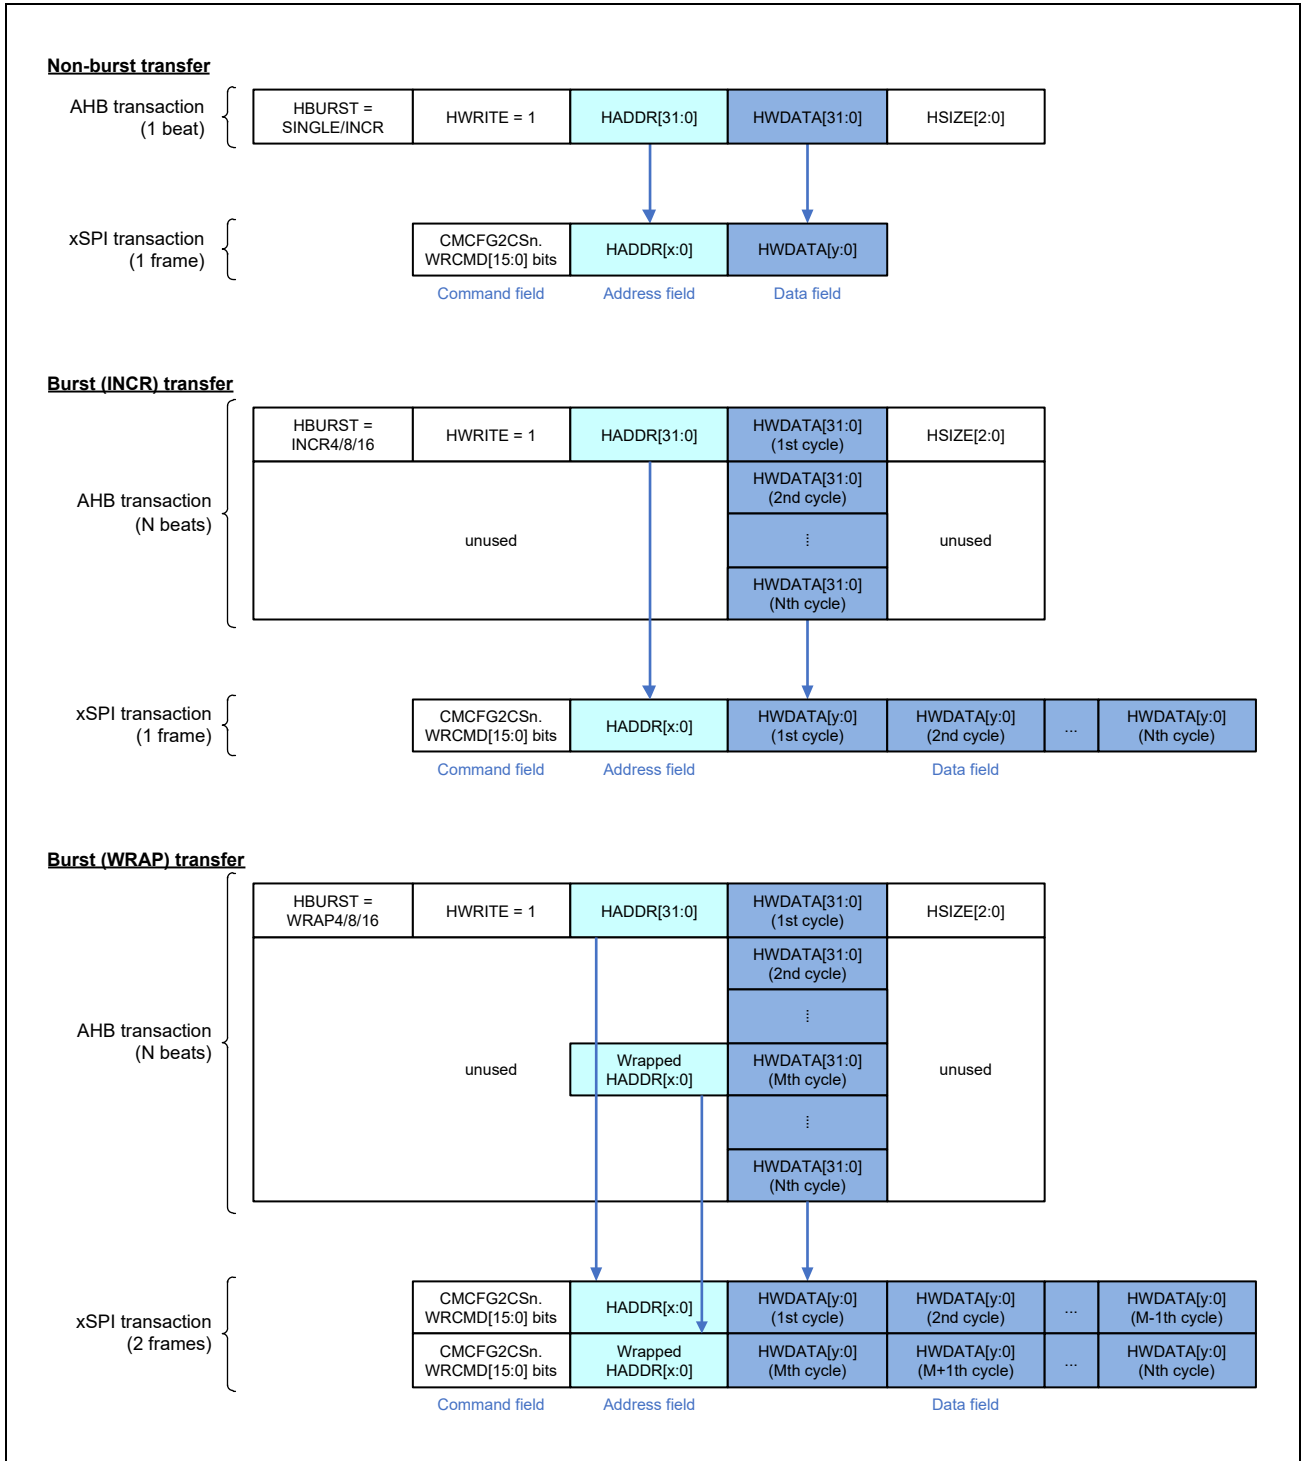 Non-burst transfer
AHB transaction
(1 beat)
HBURST =
SINGLE/INCR
HWRITE = 1
HADDR[31:0]
HWDATA[31:0]
HSIZE[2:0]
xSPI transaction
(1 frame)
CMCFG2CSn.
WRCMD[15:0] bits
HADDR[x:0]
HWDATA[y:0]
Command field
Address field
Data field
Burst (INCR) transfer
AHB transaction
(N beats)
HBURST =
INCR4/8/16
HWRITE = 1
HADDR[31:0]
HWDATA[31:0]
(1st cycle)
HSIZE[2:0]
unused
HWDATA[31:0]
(2nd cycle)
⁞
HWDATA[31:0]
(Nth cycle)
unused
xSPI transaction
(1 frame)
CMCFG2CSn.
WRCMD[15:0] bits
HADDR[x:0]
HWDATA[y:0]
(1st cycle)
HWDATA[y:0]
(2nd cycle)
...
HWDATA[y:0]
(Nth cycle)
Command field
Address field
Data field
Burst (WRAP) transfer
AHB transaction
(N beats)
HBURST =
WRAP4/8/16
HWRITE = 1
HADDR[31:0]
HWDATA[31:0]
(1st cycle)
HSIZE[2:0]
HWDATA[31:0]
(2nd cycle)
⁞
unused
Wrapped
HADDR[x:0]
HWDATA[31:0]
(Mth cycle)
unused
⁞
HWDATA[31:0]
(Nth cycle)
xSPI transaction
(2 frames)
CMCFG2CSn.
WRCMD[15:0] bits
HADDR[x:0]
HWDATA[y:0]
(1st cycle)
HWDATA[y:0]
(2nd cycle)
...
HWDATA[y:0]
(M-1th cycle)
CMCFG2CSn.
WRCMD[15:0] bits
Wrapped
HADDR[x:0]
HWDATA[y:0]
(Mth cycle)
HWDATA[y:0]
(M+1th cycle)
...
HWDATA[y:0]
(Nth cycle)
Command field
Address field
Data field